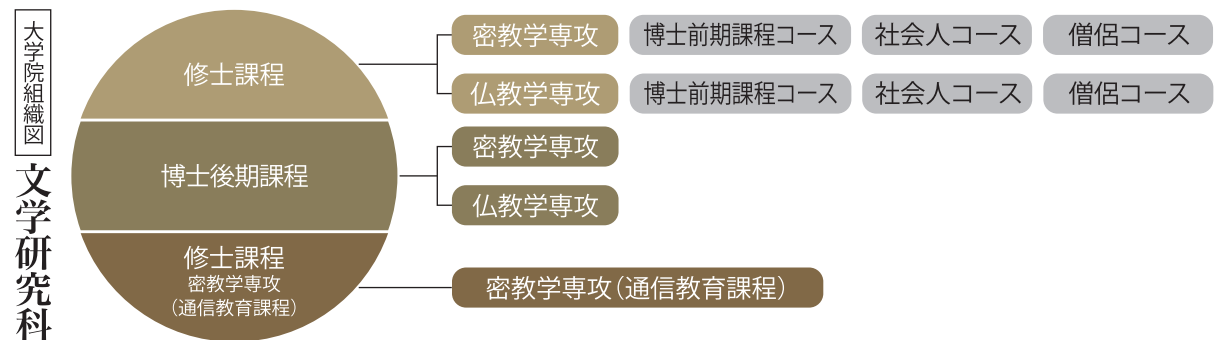 大学院組織図
文学研究科
修士課程
密教学専攻
博士前期課程コース
社会人コース
僧侶コース
仏教学専攻
博士前期課程コース
社会人コース
僧侶コース
博士後期課程
密教学専攻
仏教学専攻
修士課程
密教学専攻
（通信教育課程）
密教学専攻（通信教育課程）